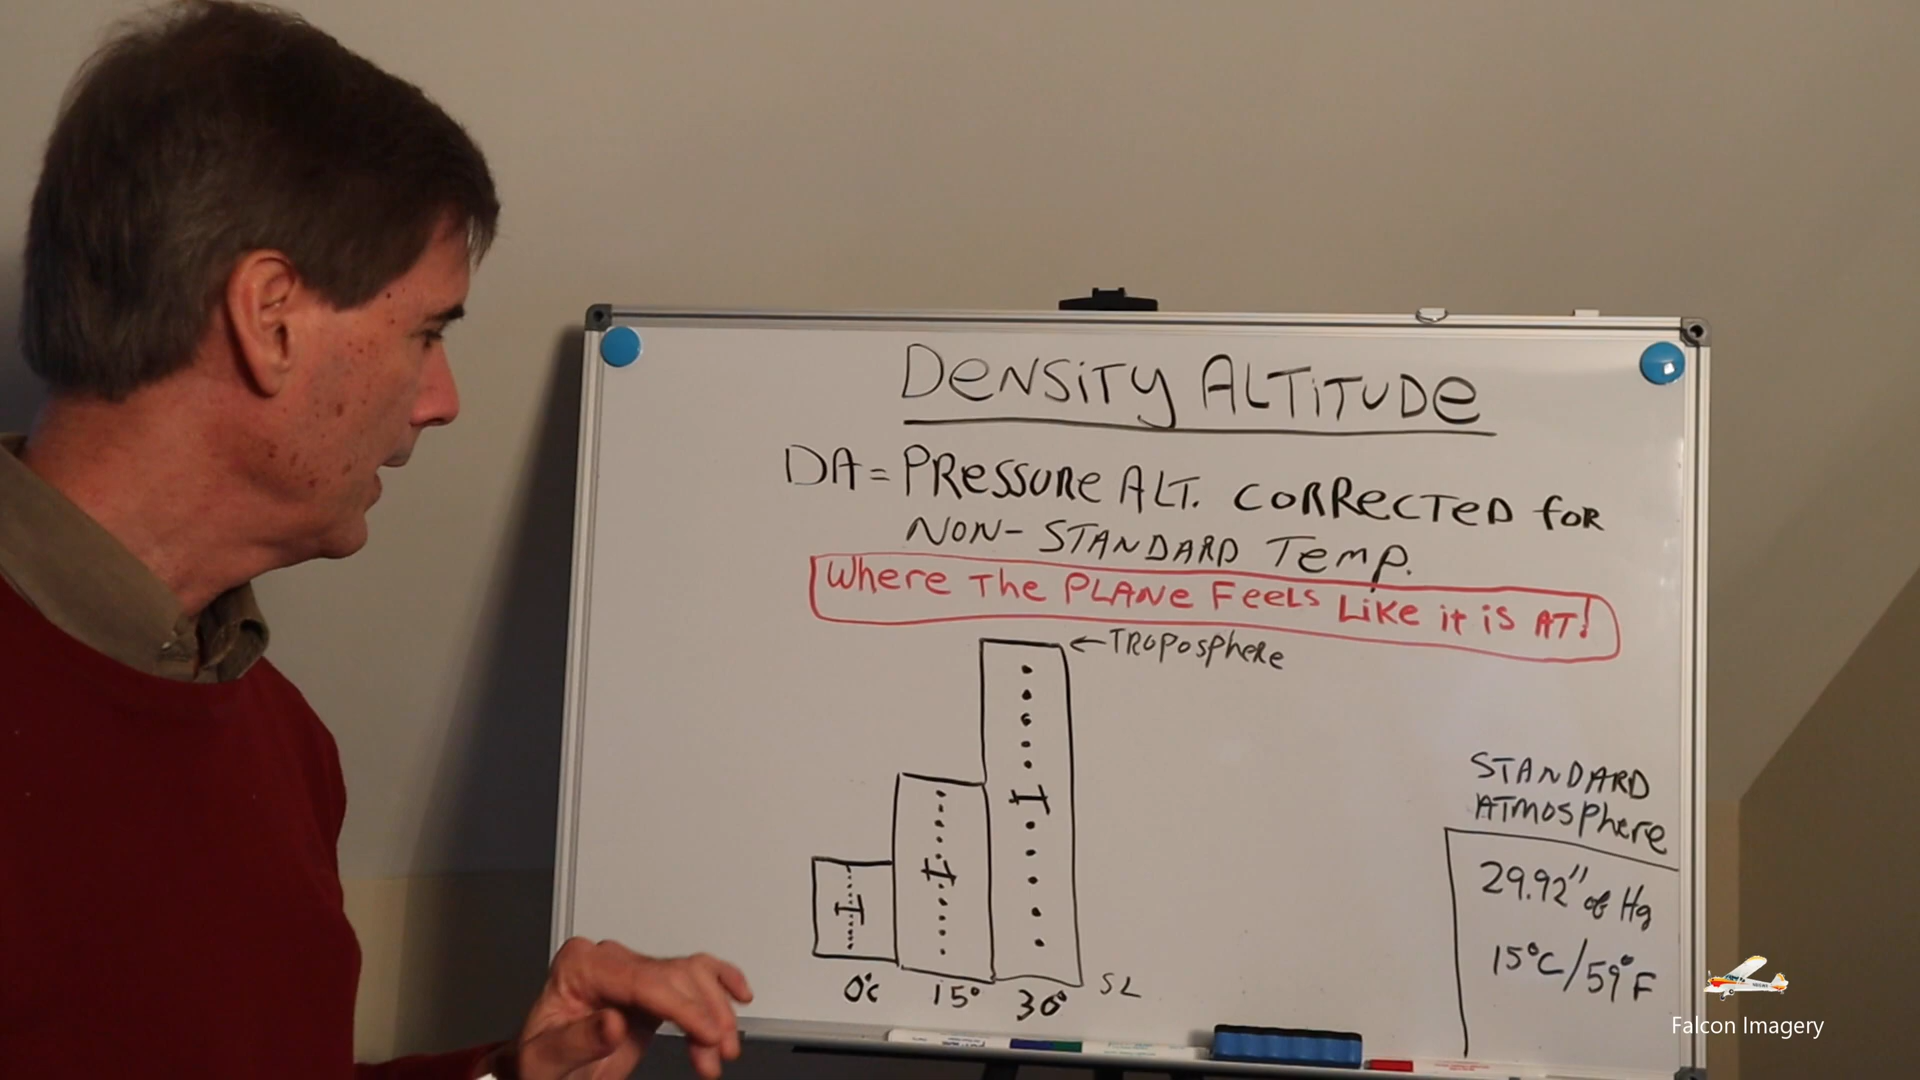 DENSITY ALTITUDE
DA = PRESSURE ALT. CORRECTED FOR
NON-STANDARD TEMP.
WHERE THE PLANE FEELS LIKE IT IS AT!
← TROPOSPHERE
STANDARD
ATMOSPHERE
29.92" of Hg
15°C/59°F
0°C 15° 30° SL
Falcon Imagery